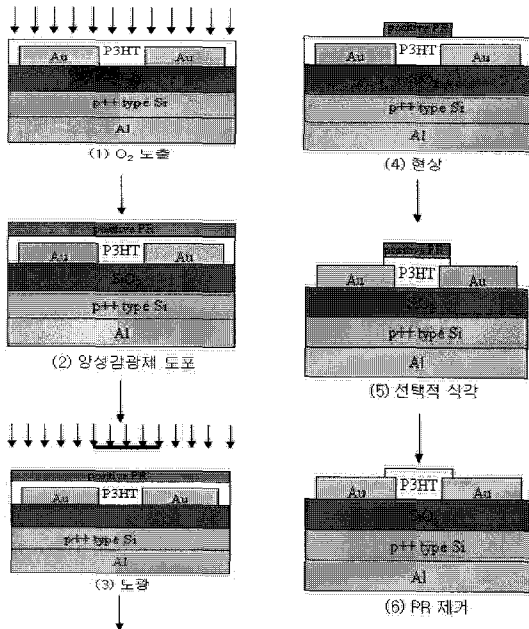 Au P3HT Au
p++ type Si
Al
(1) O₂ 노출
positive PR
Au P3HT Au
SiO₂
p++ type Si
Al
(2) 양성감광제 도포
positive PR
Au P3HT Au
p++ type Si
Al
(3) 노광
Au P3HT Au
p++ type Si
Al
(4) 현상
P3HT
Au Au
p++ type Si
Al
(5) 선택적 식각
P3HT
Au Au
SiO₂
p++ type Si
Al
(6) PR 제거